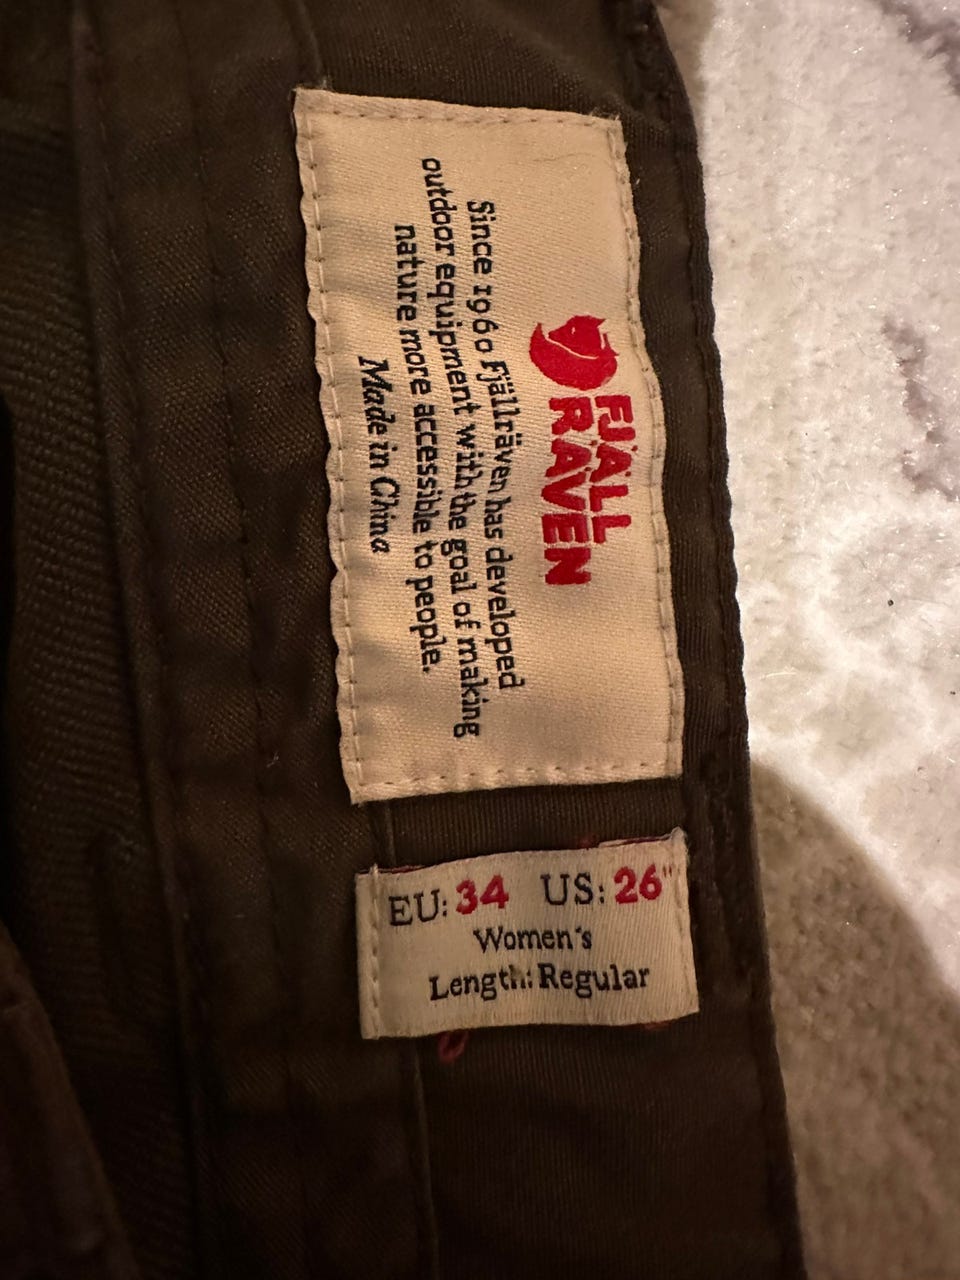 FJÄLL
RÄVEN
Since 1960 Fjällräven has developed
outdoor equipment with the goal of making
nature more accessible to people.
Made in China
EU: 34 US: 26"
Women's
Length: Regular